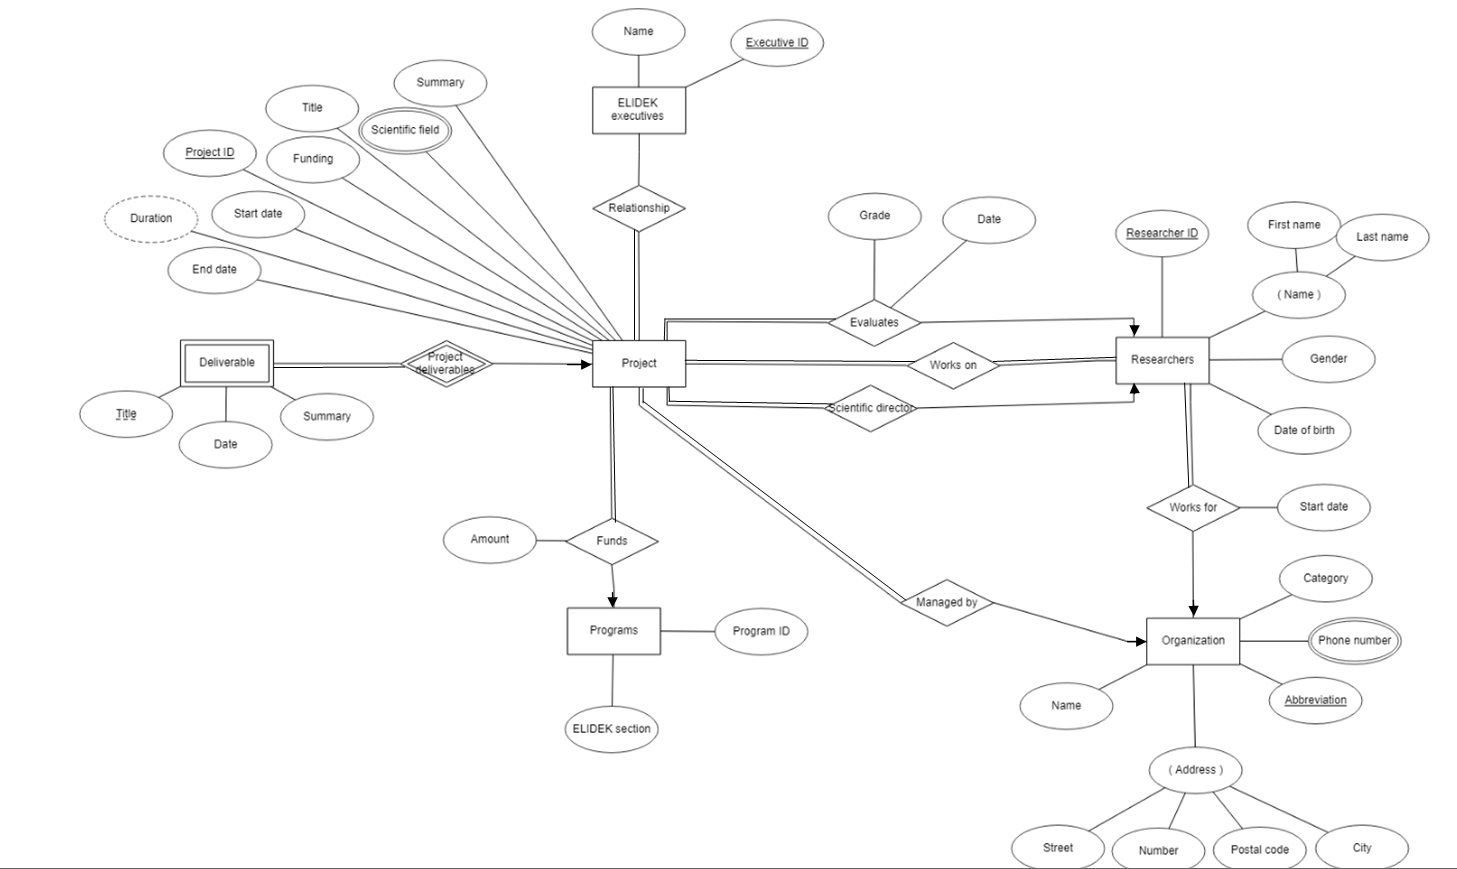 Name
Executive ID
Summary
Title
ELIDEK
executives
Scientific field
Project ID
Funding
Relationship
Duration
Start date
Grade
Date
Researcher ID
First name
Last name
End date
( Name )
Evaluates
Deliverable
Project
deliverables
Project
Works on
Researchers
Gender
Title
Summary
Scientific director
Date
Date of birth
Works for
Start date
Amount
Funds
Category
Managed by
Programs
Program ID
Organization
Phone number
Name
Abbreviation
ELIDEK section
( Address )
Street
Number
Postal code
City